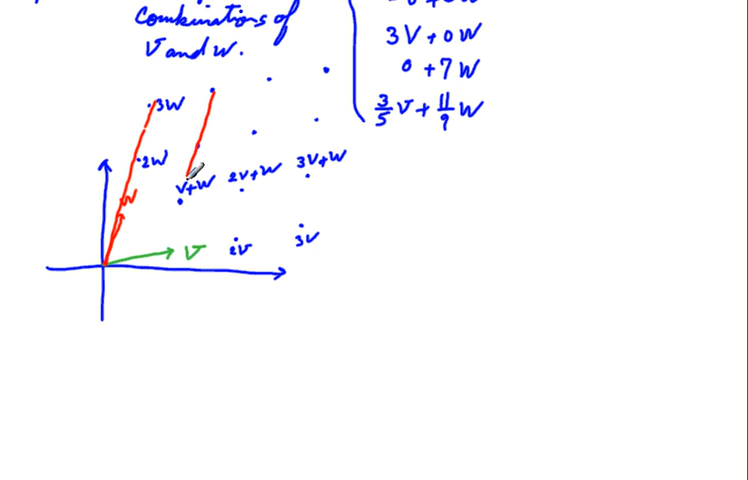 Combinations of
V and W.
3V + 0W
0 + 7W
3/5 V + 11/9 W
3W
2W
W
V+W
2V+W
3V+W
V
2V
3V